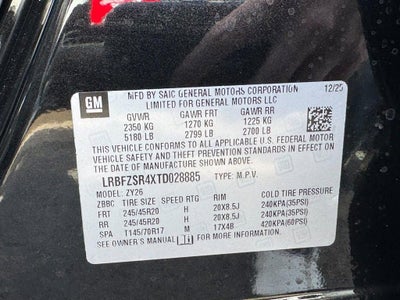 GM
MFD BY SAIC GENERAL MOTORS CORPORATION 12/25
LIMITED FOR GENERAL MOTORS LLC
GVWR GAWR FRT GAWR RR
2350 KG 1270 KG 1225 KG
5180 LB 2799 LB 2700 LB
THIS VEHICLE CONFORMS TO ALL APPLICABLE U.S. FEDERAL MOTOR
VEHICLE SAFETY, BUMPER, AND THEFT PREVENTION STANDARDS IN EFFECT ON
THE DATE OF MANUFACTURE SHOWN ABOVE.
LRBFZSR4XTD028885 TYPE: M.P.V.
MODEL: ZY26
ZBBC TIRE SIZE SPEED RTG RIM COLD TIRE PRESSURE
FRT 245/45R20 H 20X8.5J 240KPA(35PSI)
RR 245/45R20 H 20X8.5J 240KPA(35PSI)
SPA T145/70R17 M 17X4B 420KPA(60PSI)
SEE OWNER'S MANUAL FOR ADDITIONAL INFORMATION.